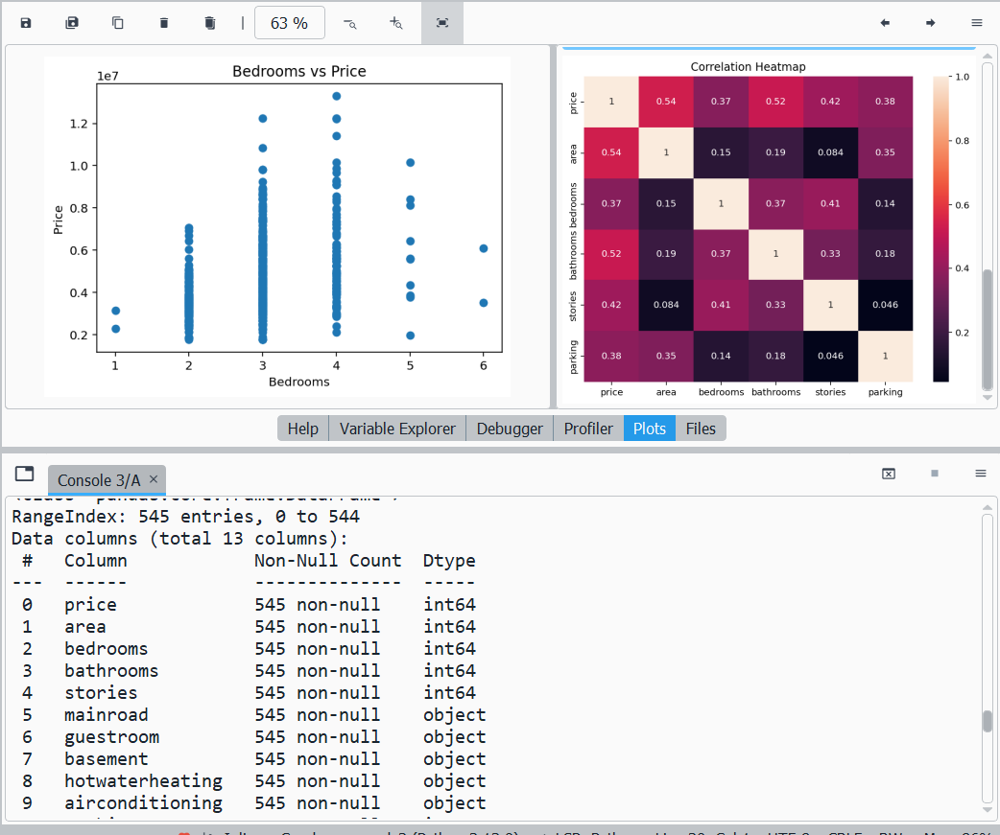 63 %
Bedrooms vs Price
1e7
1.2
1.0
0.8
0.6
0.4
0.2
Price
1 2 3 4 5 6
Bedrooms
Correlation Heatmap
price 1 0.54 0.37 0.52 0.42 0.38
area 0.54 1 0.15 0.19 0.084 0.35
bedrooms 0.37 0.15 1 0.37 0.41 0.14
bathrooms 0.52 0.19 0.37 1 0.33 0.18
stories 0.42 0.084 0.41 0.33 1 0.046
parking 0.38 0.35 0.14 0.18 0.046 1
price area bedrooms bathrooms stories parking
1.0
0.8
0.6
0.4
0.2
Help Variable Explorer Debugger Profiler Plots Files
Console 3/A
RangeIndex: 545 entries, 0 to 544
Data columns (total 13 columns):
# Column Non-Null Count Dtype
--- ------ -------------- -----
0 price 545 non-null int64
1 area 545 non-null int64
2 bedrooms 545 non-null int64
3 bathrooms 545 non-null int64
4 stories 545 non-null int64
5 mainroad 545 non-null object
6 guestroom 545 non-null object
7 basement 545 non-null object
8 hotwaterheating 545 non-null object
9 airconditioning 545 non-null object